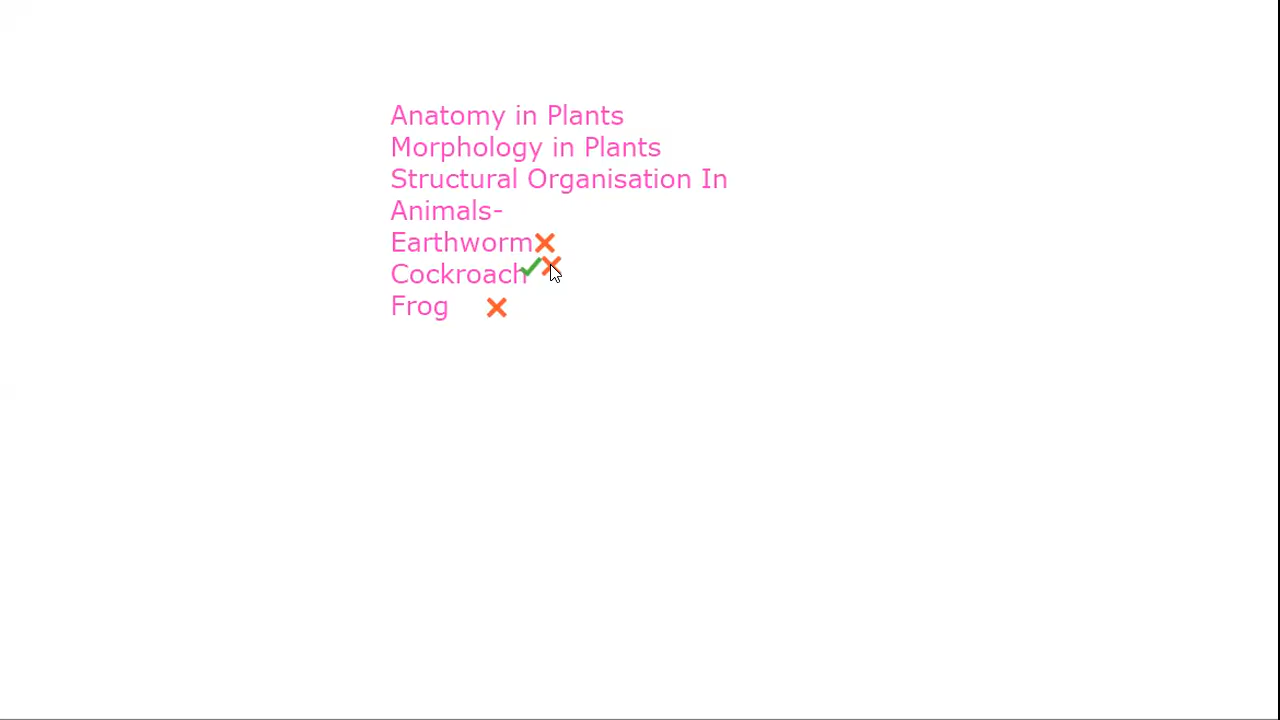 Anatomy in Plants
Morphology in Plants
Structural Organisation In
Animals-
Earthworm
Cockroach
Frog